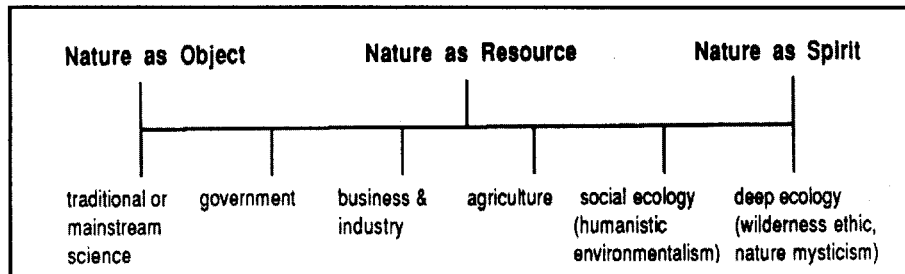 Nature as Object Nature as Resource Nature as Spirit
traditional or government business & agriculture social ecology deep ecology
mainstream industry (humanistic (wilderness ethic,
science environmentalism) nature mysticism)